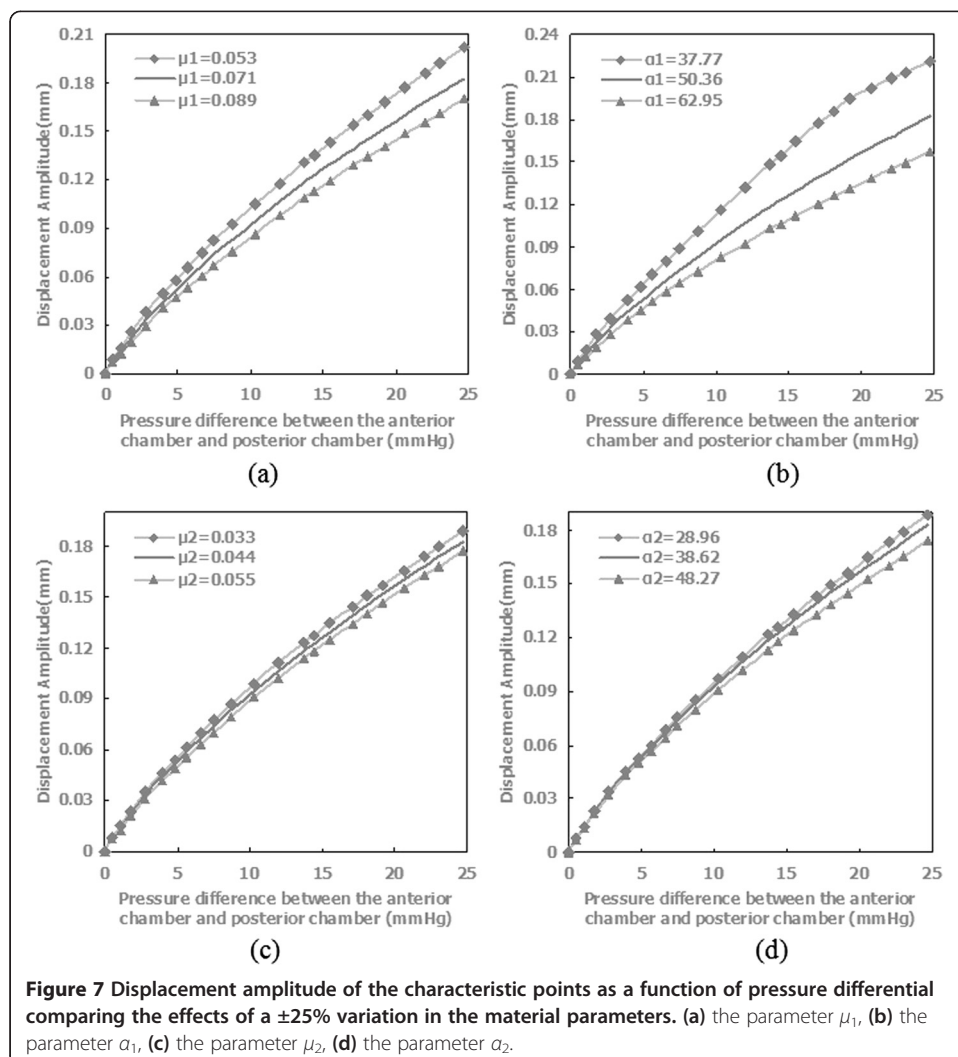 0.21
0.18
0.15
0.12
0.09
0.06
0.03
0
Displacement Amplitude(mm)
μ1=0.053
μ1=0.071
μ1=0.089
0 5 10 15 20 25
Pressure difference between the anterior
chamber and posterior chamber (mmHg)
(a)
0.24
0.21
0.18
0.15
0.12
0.09
0.06
0.03
0
Displacement Amplitude(mm)
α1=37.77
α1=50.36
α1=62.95
0 5 10 15 20 25
Pressure difference between the anterior
chamber and posterior chamber (mmHg)
(b)
0.18
0.15
0.12
0.09
0.06
0.03
0
Displacement Amplitude(mm)
μ2=0.033
μ2=0.044
μ2=0.055
0 5 10 15 20 25
Pressure difference between the anterior
chamber and posterior chamber (mmHg)
(c)
0.18
0.15
0.12
0.09
0.06
0.03
0
Displacement Amplitude(mm)
α2=28.96
α2=38.62
α2=48.27
0 5 10 15 20 25
Pressure difference between the anterior
chamber and posterior chamber (mmHg)
(d)
Figure 7 Displacement amplitude of the characteristic points as a function of pressure differential
comparing the effects of a ±25% variation in the material parameters. (a) the parameter μ₁, (b) the
parameter α₁, (c) the parameter μ₂, (d) the parameter α₂.